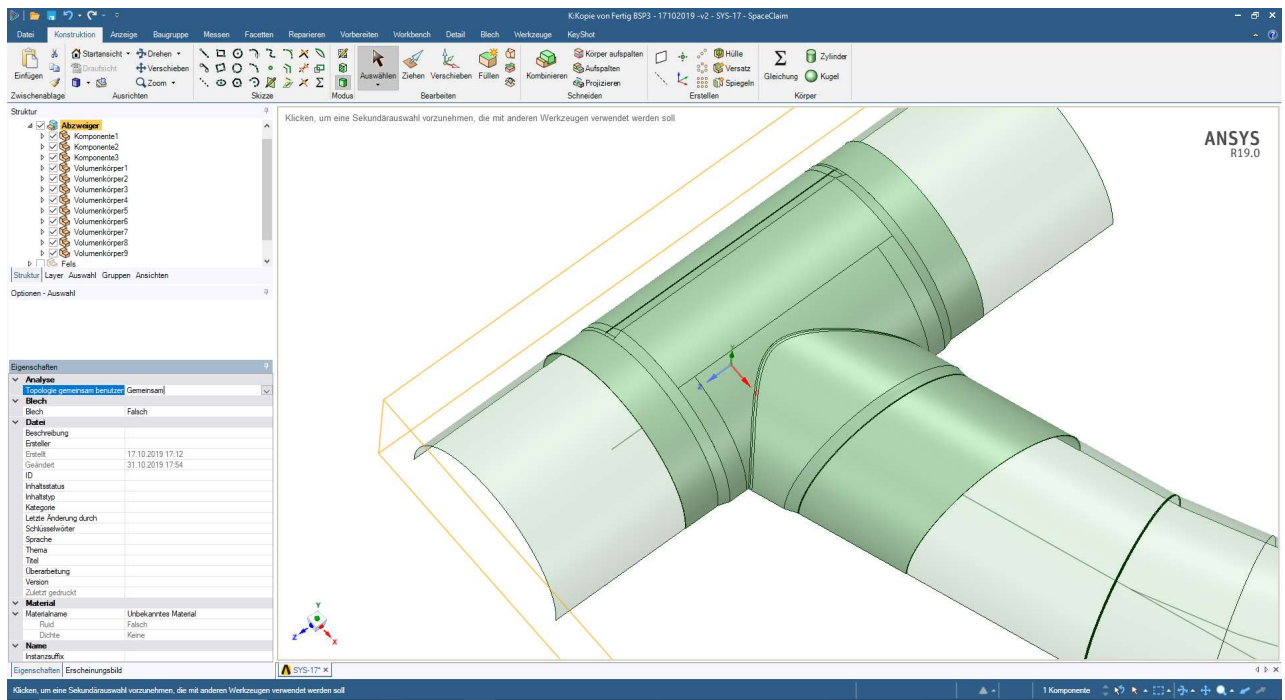 K:Kopie von Fertig BSP3 - 17102019 -v2 - SYS-17 - SpaceClaim
Datei Konstruktion Anzeige Baugruppe Messen Facetten Reparieren Vorbereiten Workbench Detail Blech Werkzeuge KeyShot
Startansicht Drehen
Draufsicht Verschieben
Zoom
Einfügen
Auswählen Ziehen Verschieben Füllen
Kombinieren
Körper aufspalten
Aufspalten
Projizieren
Hülle
Versatz
Spiegeln
Gleichung
Zylinder
Kugel
Zwischenablage Ausrichten Skizze Modus Bearbeiten Schneiden Erstellen Körper
Struktur
Abzweiger
Komponente1
Komponente2
Komponente3
Volumenkörper1
Volumenkörper2
Volumenkörper3
Volumenkörper4
Volumenkörper5
Volumenkörper6
Volumenkörper7
Volumenkörper8
Volumenkörper9
Fels
Struktur Layer Auswahl Gruppen Ansichten
Optionen - Auswahl
Eigenschaften
Analyse
Topologie gemeinsam benutzen Gemeinsam
Blech
Blech Falsch
Datei
Beschreibung
Ersteller
Erstellt 17.10.2019 17:12
Geändert 31.10.2019 17:54
ID
Inhaltsstatus
Inhaltstyp
Kategorie
Letzte Änderung durch
Schlüsselwörter
Sprache
Thema
Titel
Überarbeitung
Version
Zuletzt gedruckt
Material
Materialname Unbekanntes Material
Fluid Falsch
Dichte Keine
Name
Instanzsuffix
Eigenschaften Erscheinungsbild
Klicken, um eine Sekundärauswahl vorzunehmen, die mit anderen Werkzeugen verwendet werden soll
ANSYS
R19.0
Y
Z
Y
Z
X
SYS-17*
Klicken, um eine Sekundärauswahl vorzunehmen, die mit anderen Werkzeugen verwendet werden soll
1 Komponente